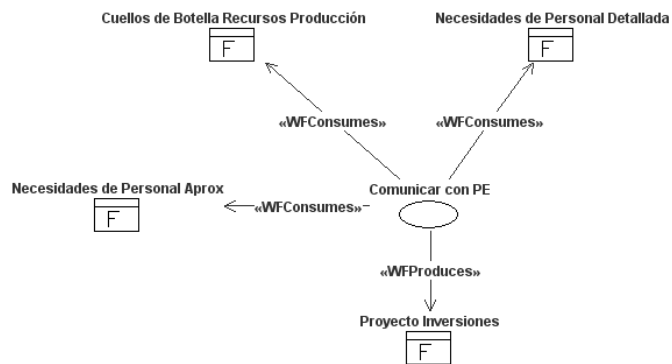 Cuellos de Botella Recursos Producción
Necesidades de Personal Detallada
F
F
«WFConsumes»
«WFConsumes»
Necesidades de Personal Aprox
Comunicar con PE
F
«WFConsumes»
«WFProduces»
Proyecto Inversiones
F